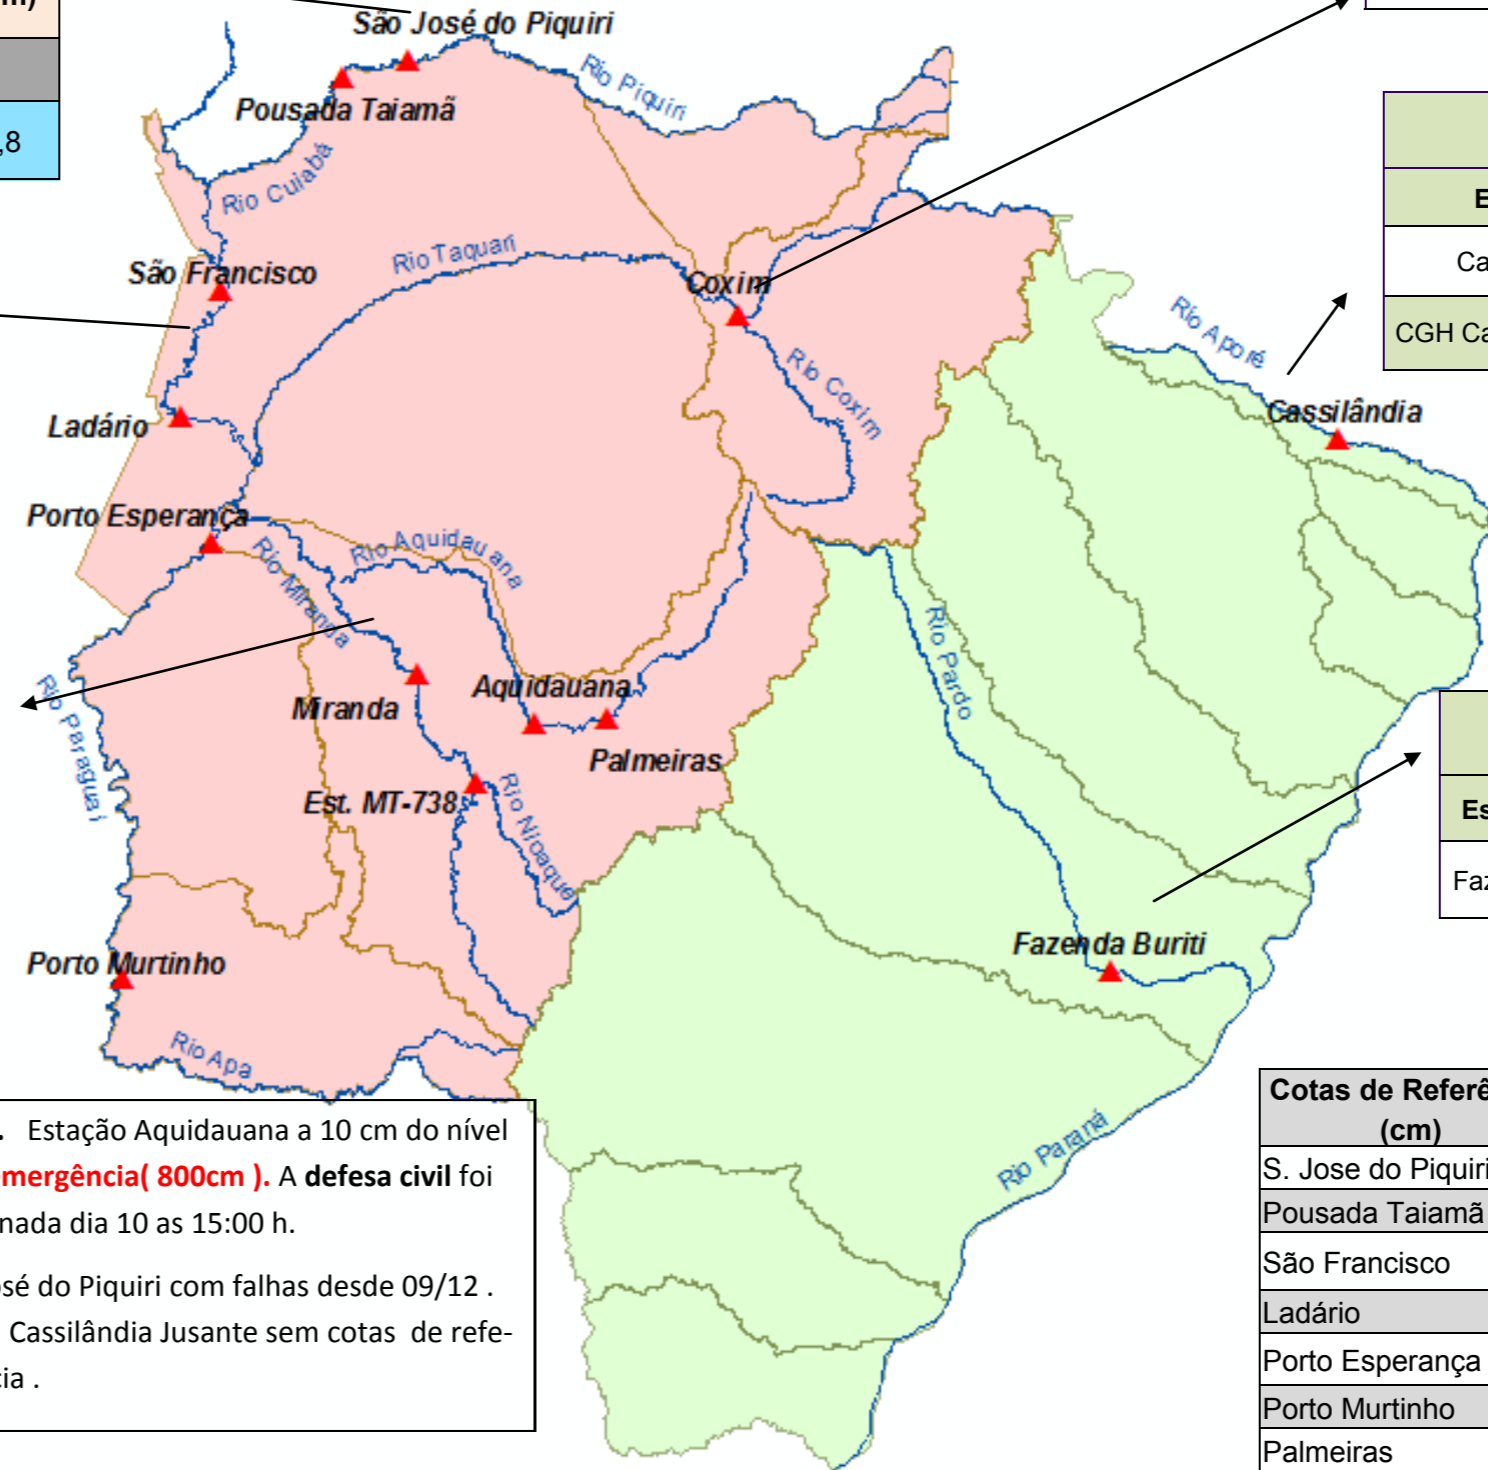 m)
,8
São José do Piquiri
Pousada Taiamã
Rio Piquiri
Rio Cuiabá
Rio Taquari
São Francisco
Coxim
Rio Coxim
Ladário
Porto Esperança
Rio Miranda
Rio Aquidauana
Rio Aporé
Cassilândia
Rio Paraguai
Miranda
Aquidauana
Palmeiras
Est. MT-738
Rio Nioaque
Rio Pardo
Porto Murtinho
Rio Apa
Fazenda Buriti
Rio Paraná
E
Ca
CGH Ca
Es
Faz
. Estação Aquidauana a 10 cm do nível
emergência( 800cm ). A defesa civil foi
nada dia 10 as 15:00 h.
osé do Piquiri com falhas desde 09/12 .
Cassilândia Jusante sem cotas de refe-
cia .
Cotas de Referê
(cm)
S. Jose do Piquiri
Pousada Taiamã
São Francisco
Ladário
Porto Esperança
Porto Murtinho
Palmeiras